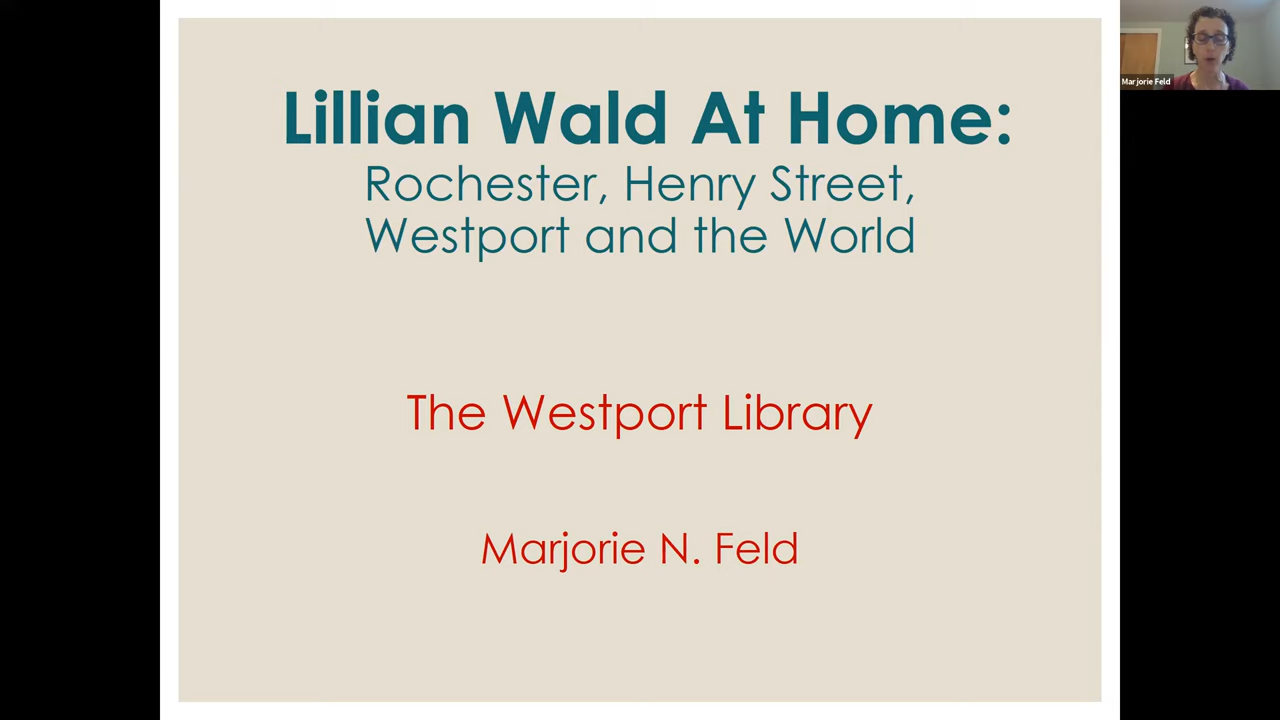 Lillian Wald At Home:
Rochester, Henry Street,
Westport and the World
The Westport Library
Marjorie N. Feld
Marjorie Feld